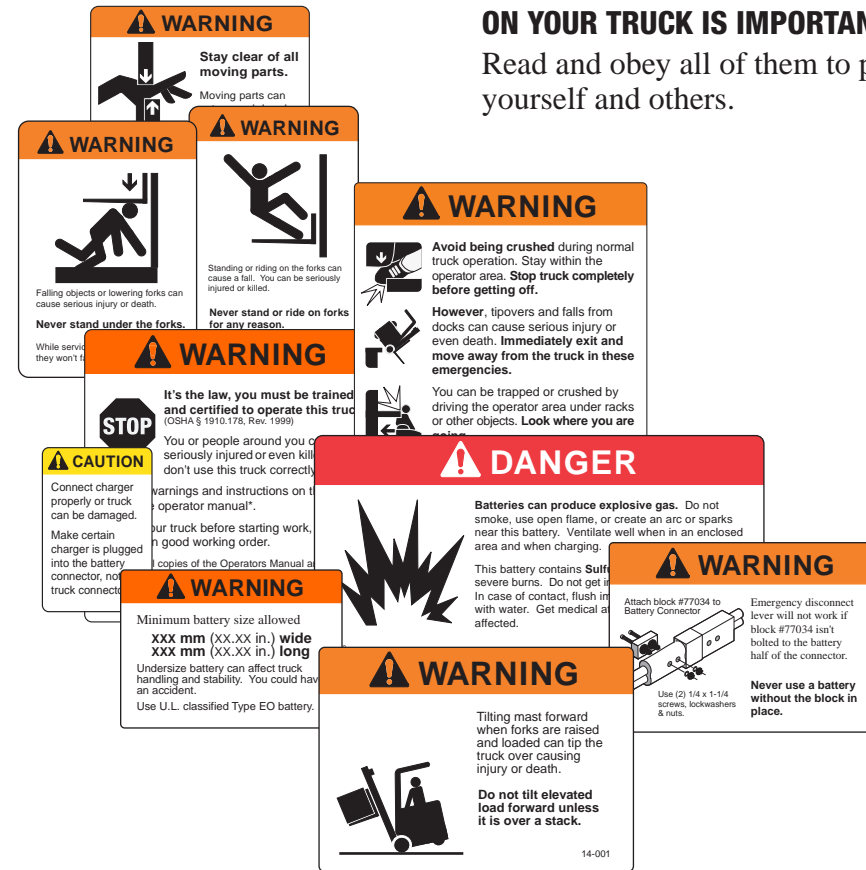 ON YOUR TRUCK IS IMPORTAN
Read and obey all of them to p
yourself and others.
WARNING
Stay clear of all
moving parts.
Moving parts can
WARNING
Falling objects or lowering forks can
cause serious injury or death.
Never stand under the forks.
While servic
they won't fa
WARNING
Standing or riding on the forks can
cause a fall. You can be seriously
injured or killed.
Never stand or ride on forks
for any reason.
WARNING
Avoid being crushed during normal
truck operation. Stay within the
operator area. Stop truck completely
before getting off.
However, tipovers and falls from
docks can cause serious injury or
even death. Immediately exit and
move away from the truck in these
emergencies.
You can be trapped or crushed by
driving the operator area under racks
or other objects. Look where you are
going.
WARNING
STOP
It's the law, you must be trained
and certified to operate this truc
(OSHA § 1910.178, Rev. 1999)
You or people around you c
seriously injured or even kille
don't use this truck correctly
warnings and instructions on t
operator manual*.
our truck before starting work,
n good working order.
copies of the Operators Manual a
CAUTION
Connect charger
properly or truck
can be damaged.
Make certain
charger is plugged
into the battery
connector, not
truck connecto
DANGER
Batteries can produce explosive gas. Do not
smoke, use open flame, or create an arc or sparks
near this battery. Ventilate well when in an enclosed
area and when charging.
This battery contains Sulfu
severe burns. Do not get in
In case of contact, flush im
with water. Get medical at
affected.
WARNING
Minimum battery size allowed
xxx mm (xx.xx in.) wide
xxx mm (xx.xx in.) long
Undersize battery can affect truck
handling and stability. You could hav
an accident.
Use U.L. classified Type EO battery.
WARNING
Attach block #77034 to
Battery Connector
Use (2) 1/4 x 1-1/4
screws, lockwashers
& nuts.
Emergency disconnect
lever will not work if
block #77034 isn't
bolted to the battery
half of the connector.
Never use a battery
without the block in
place.
WARNING
Tilting mast forward
when forks are raised
and loaded can tip the
truck over causing
injury or death.
Do not tilt elevated
load forward unless
it is over a stack.
14-001